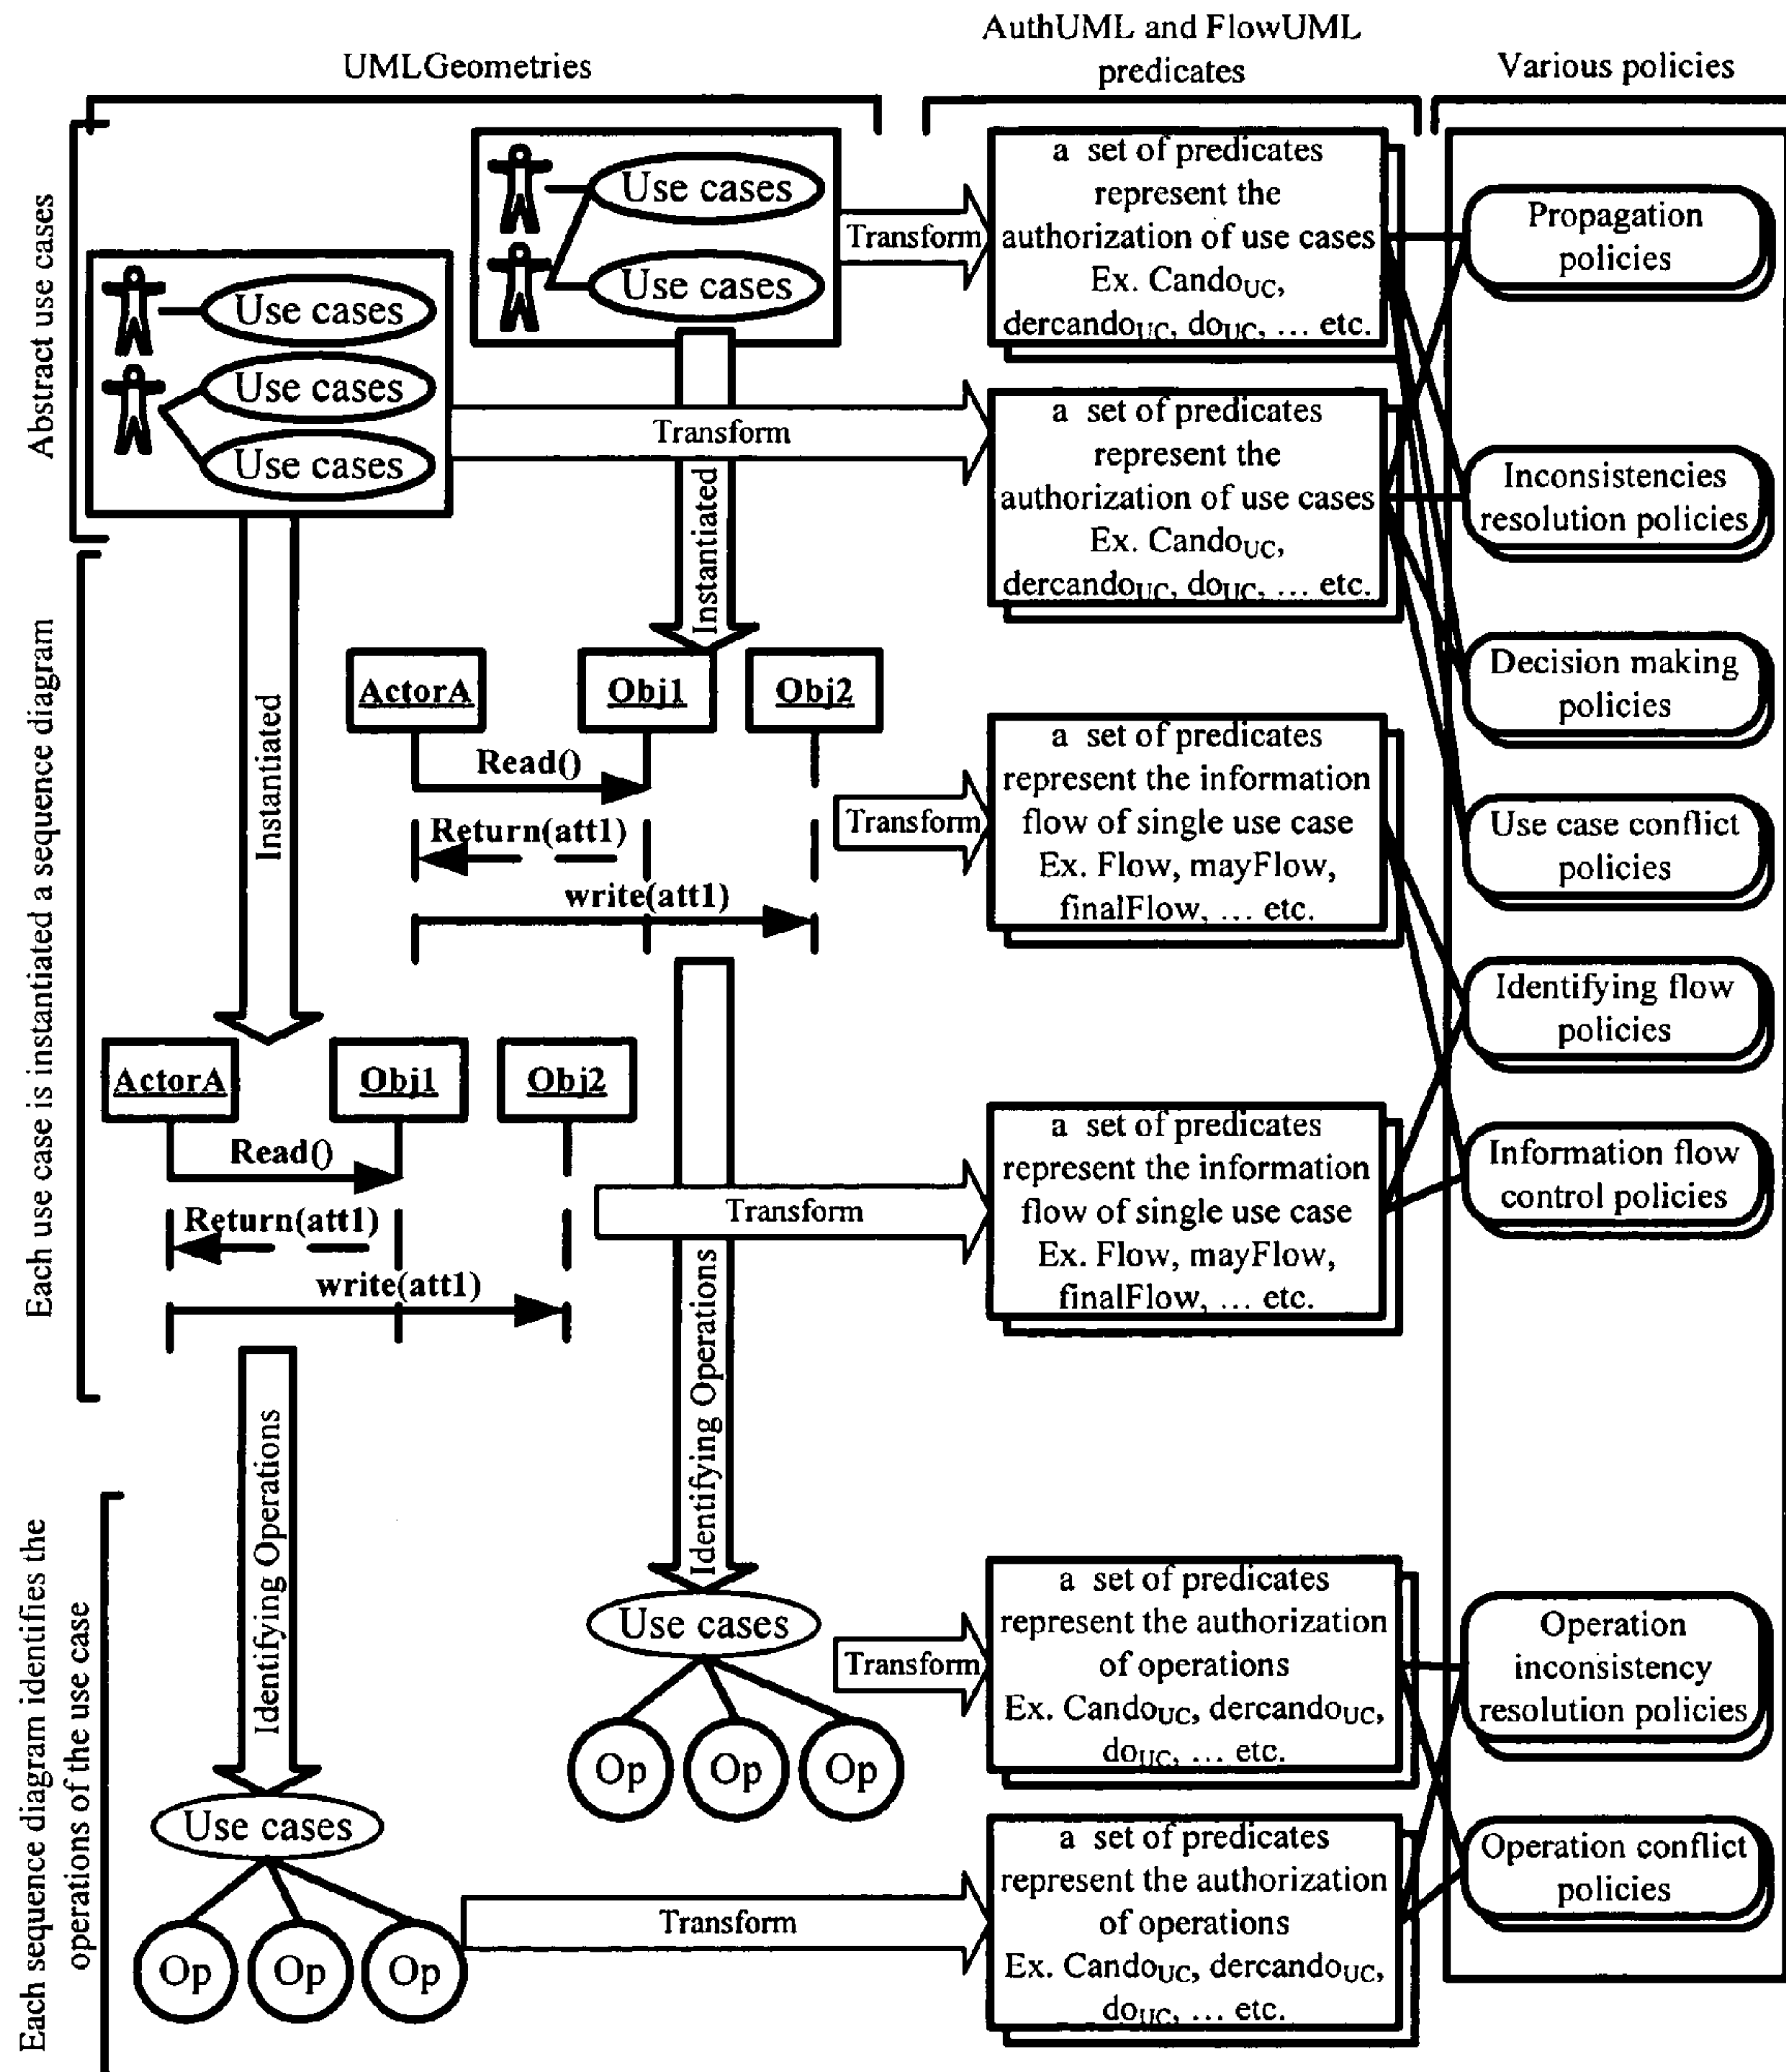 UMLGeometries
AuthUML and FlowUML
predicates
Various policies
Abstract use cases
Use cases
Use cases
Use cases
Use cases
Use cases
Transform
a set of predicates
represent the
authorization of use cases
Ex. CandoUC,
dercandoUC, doUC, ... etc.
Transform
a set of predicates
represent the
authorization of use cases
Ex. CandoUC,
dercandoUC, doUC, ... etc.
Propagation
policies
Inconsistencies
resolution policies
Decision making
policies
Use case conflict
policies
Identifying flow
policies
Information flow
control policies
Each use case is instantiated a sequence diagram
Instantiated
Instantiated
ActorA
Obj1
Obj2
Read()
Return(att1)
write(att1)
Transform
a set of predicates
represent the information
flow of single use case
Ex. Flow, mayFlow,
finalFlow, ... etc.
ActorA
Obj1
Obj2
Read()
Return(att1)
write(att1)
Transform
a set of predicates
represent the information
flow of single use case
Ex. Flow, mayFlow,
finalFlow, ... etc.
Each sequence diagram identifies the
operations of the use case
Identifying Operations
Identifying Operations
Use cases
Op
Op
Op
Transform
a set of predicates
represent the authorization
of operations
Ex. CandoUC, dercandoUC,
doUC, ... etc.
Operation
inconsistency
resolution policies
Use cases
Op
Op
Op
Transform
a set of predicates
represent the authorization
of operations
Ex. CandoUC, dercandoUC,
doUC, ... etc.
Operation conflict
policies